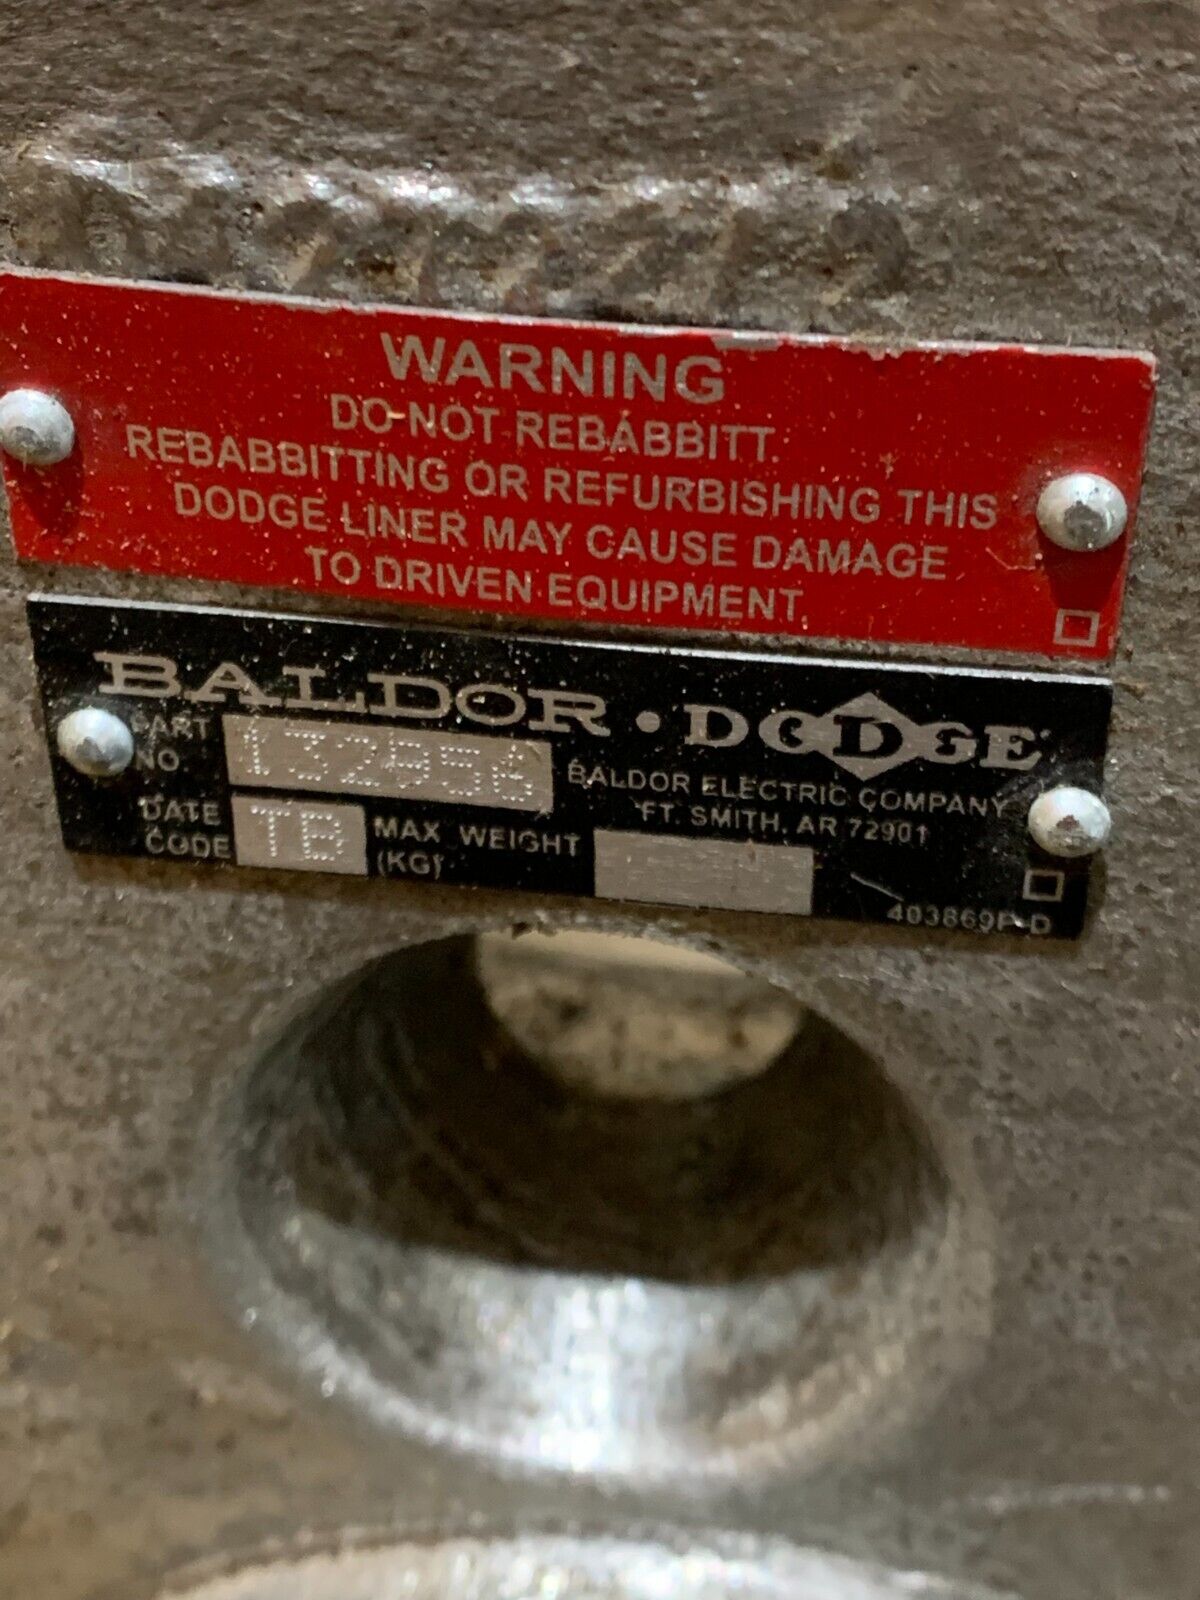 WARNING
DO NOT REBABBITT.
REBABBITTING OR REFURBISHING THIS
DODGE LINER MAY CAUSE DAMAGE
TO DRIVEN EQUIPMENT.
BALDOR • DODGE
PART NO. 132956
BALDOR ELECTRIC COMPANY
FT. SMITH, AR 72901
DATE CODE TB
MAX WEIGHT (KG)
403869P-D